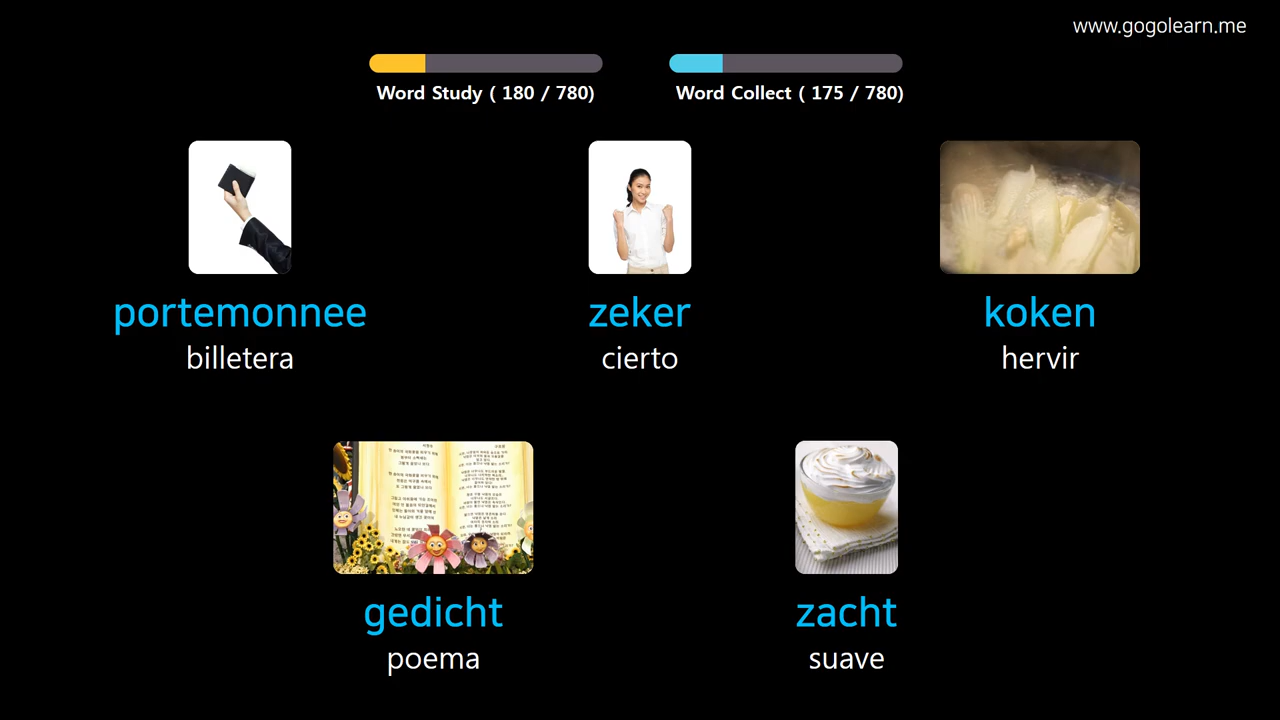 www.gogolearn.me
Word Study ( 180 / 780)
Word Collect ( 175 / 780)
portemonnee
billetera
zeker
cierto
koken
hervir
gedicht
poema
zacht
suave